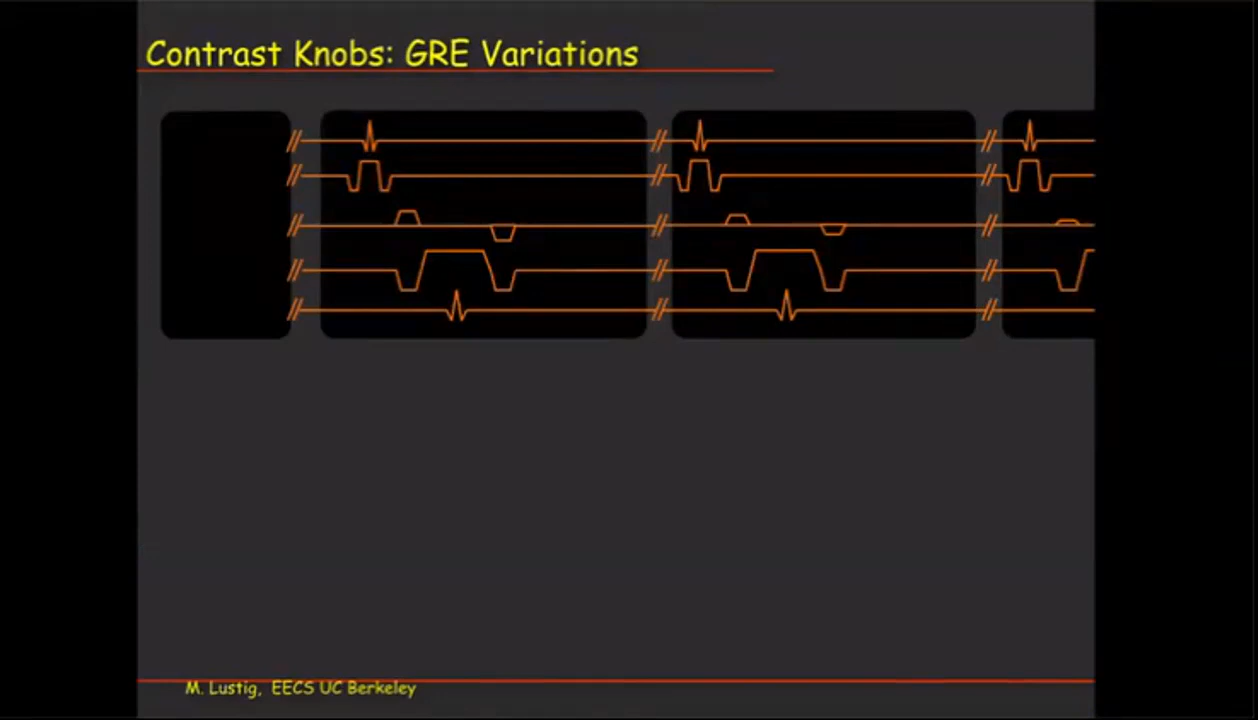 Contrast Knobs: GRE Variations
M. Lustig, EECS UC Berkeley